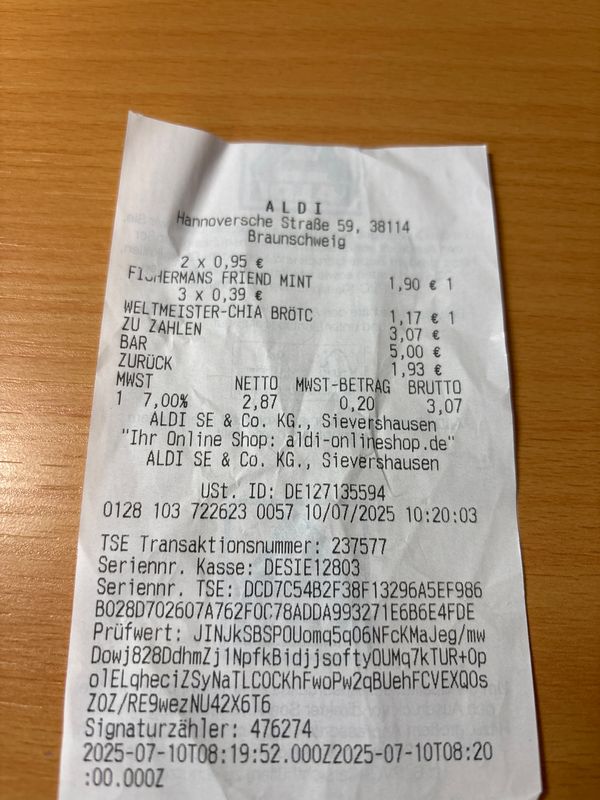 ALDI
Hannoversche Straße 59, 38114
Braunschweig
2 x 0,95 €
FISHERMANS FRIEND MINT 1,90 € 1
3 x 0,39 €
WELTMEISTER-CHIA BRÖTC 1,17 € 1
ZU ZAHLEN 3,07 €
BAR 5,00 €
ZURÜCK 1,93 €
MWST NETTO MWST-BETRAG BRUTTO
1 7,00% 2,87 0,20 3,07
ALDI SE & Co. KG., Sievershausen
"Ihr Online Shop: aldi-onlineshop.de"
ALDI SE & Co. KG., Sievershausen
USt. ID: DE127135594
0128 103 722623 0057 10/07/2025 10:20:03
TSE Transaktionsnummer: 237577
Seriennr. Kasse: DESIE12803
Seriennr. TSE: DCD7C54B2F38F13296A5EF986
B028D702607A762F0C78ADDA993271E6B6E4FDE
Prüfwert: JINJkSBSPOUomq5q06NFcKMaJeg/mw
Dowj828DdhmZj1NpfkBidjjsoftyOUMq7kTUR+Op
olELqheciZSyNaTLCOCKhFwoPw2qBUehFCVEXQOs
ZOZ/RE9wezNU42X6T6
Signaturzähler: 476274
2025-07-10T08:19:52.000Z2025-07-10T08:20
:00.000Z